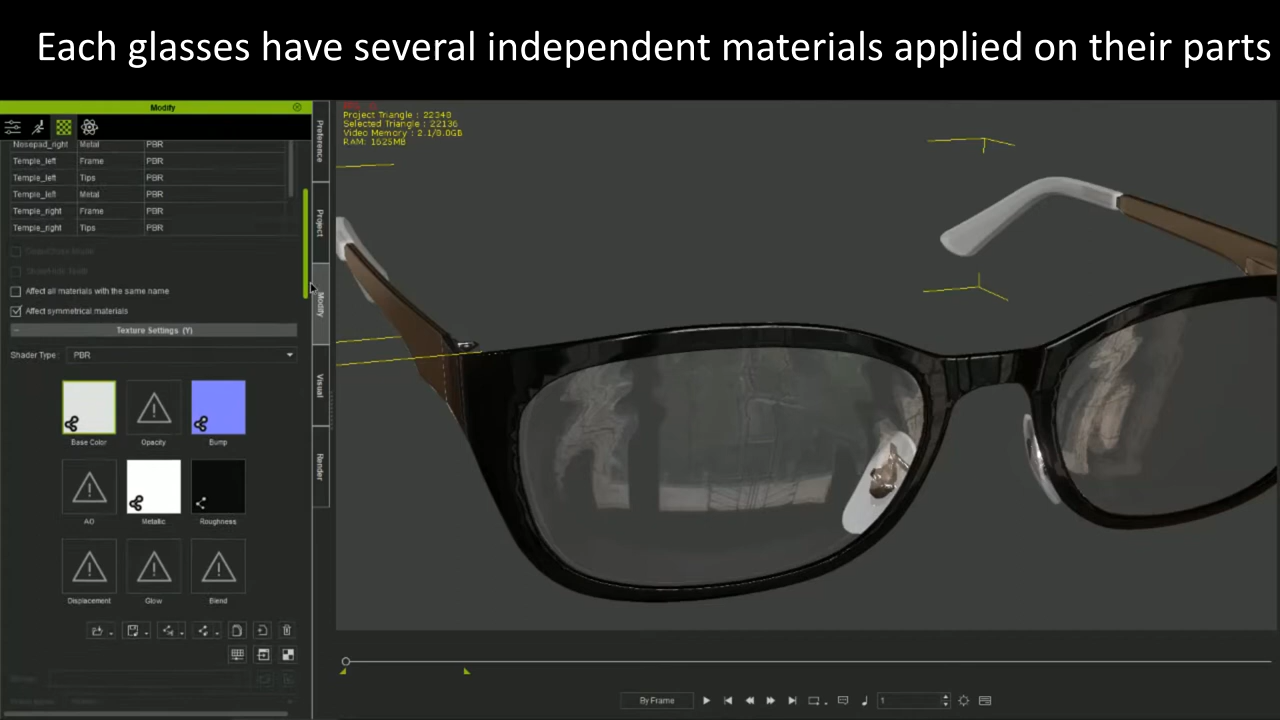 Each glasses have several independent materials applied on their parts
Modify
Project Triangle : 22348
Selected Triangle : 22136
Video Memory : 2.1/8.0GB
RAM: 1625MB
Nosepad_right Metal PBR
Temple_left Frame PBR
Temple_left Tips PBR
Temple_left Metal PBR
Temple_right Frame PBR
Temple_right Tips PBR
Affect all materials with the same name
Affect symmetrical materials
Texture Settings (Y)
Shader Type : PBR
Base Color Opacity Bump
AO Metallic Roughness
Displacement Glow Blend
Preference
Project
Modify
Visual
Render
By Frame
1